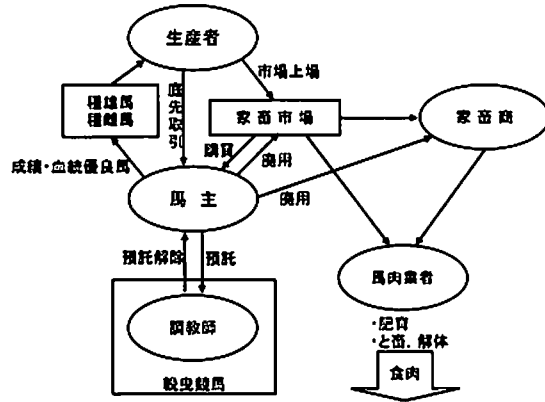 生産者
市場上場
種雄馬
種雌馬
庭先取引
家畜市場
家畜商
購買
廃用
成績・血統優良馬
馬主
廃用
預託解除
預託
馬肉業者
調教師
・肥育
・と畜、解体
食肉